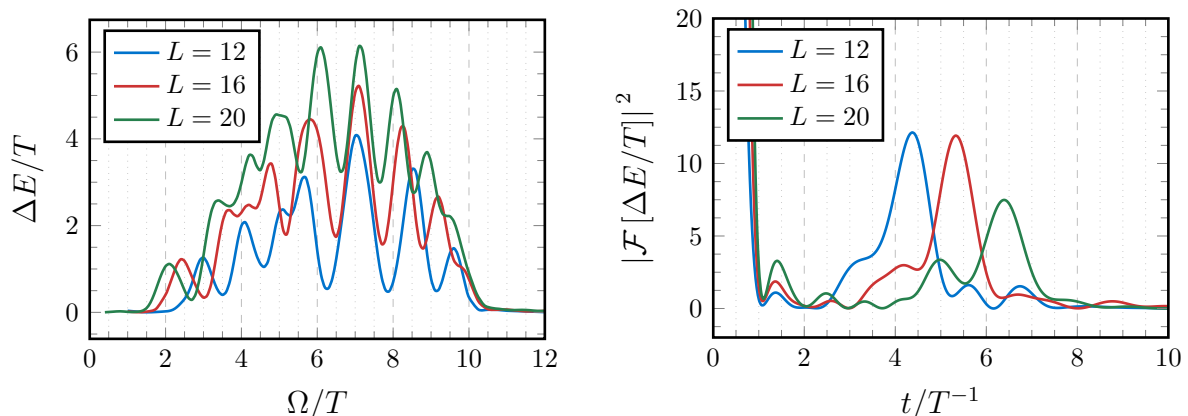 6
4
2
0
ΔE/T
L = 12
L = 16
L = 20
0 2 4 6 8 10 12
Ω/T
20
15
10
5
0
|𝓕 [ΔE/T]|²
L = 12
L = 16
L = 20
0 2 4 6 8 10
t/T⁻¹